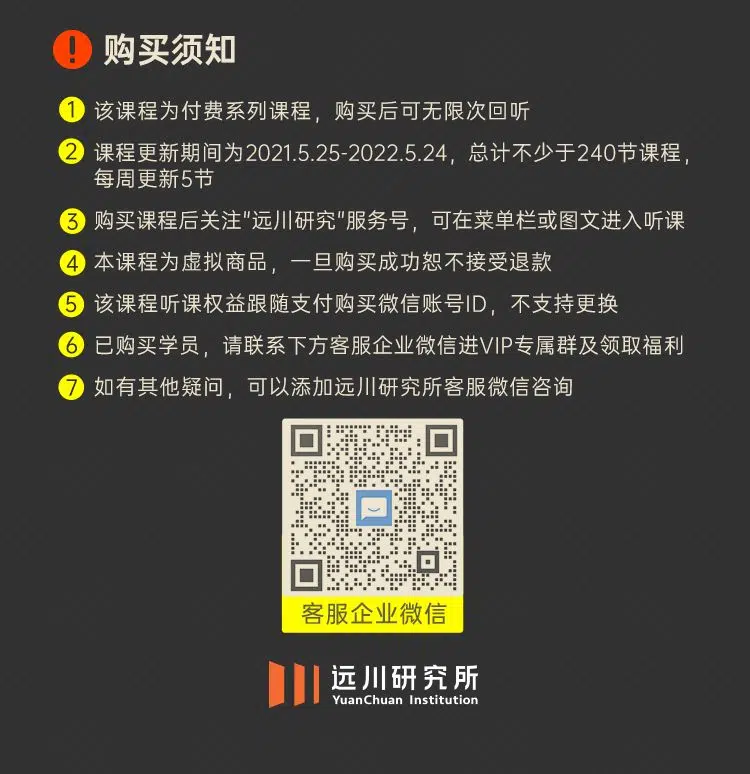 购买须知
1 该课程为付费系列课程，购买后可无限次回听
2 课程更新期间为2021.5.25-2022.5.24，总计不少于240节课程，
每周更新5节
3 购买课程后关注"远川研究"服务号，可在菜单栏或图文进入听课
4 本课程为虚拟商品，一旦购买成功恕不接受退款
5 该课程听课权益跟随支付购买微信账号ID，不支持更换
6 已购买学员，请联系下方客服企业微信进VIP专属群及领取福利
7 如有其他疑问，可以添加远川研究所客服微信咨询
客服企业微信
远川研究所
YuanChuan Institution